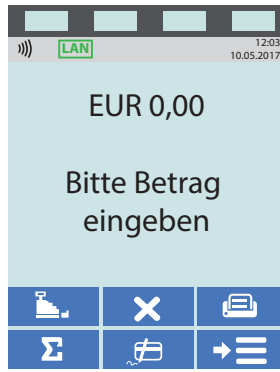 LAN
12:03
10.05.2017
EUR 0,00
Bitte Betrag
eingeben
Σ